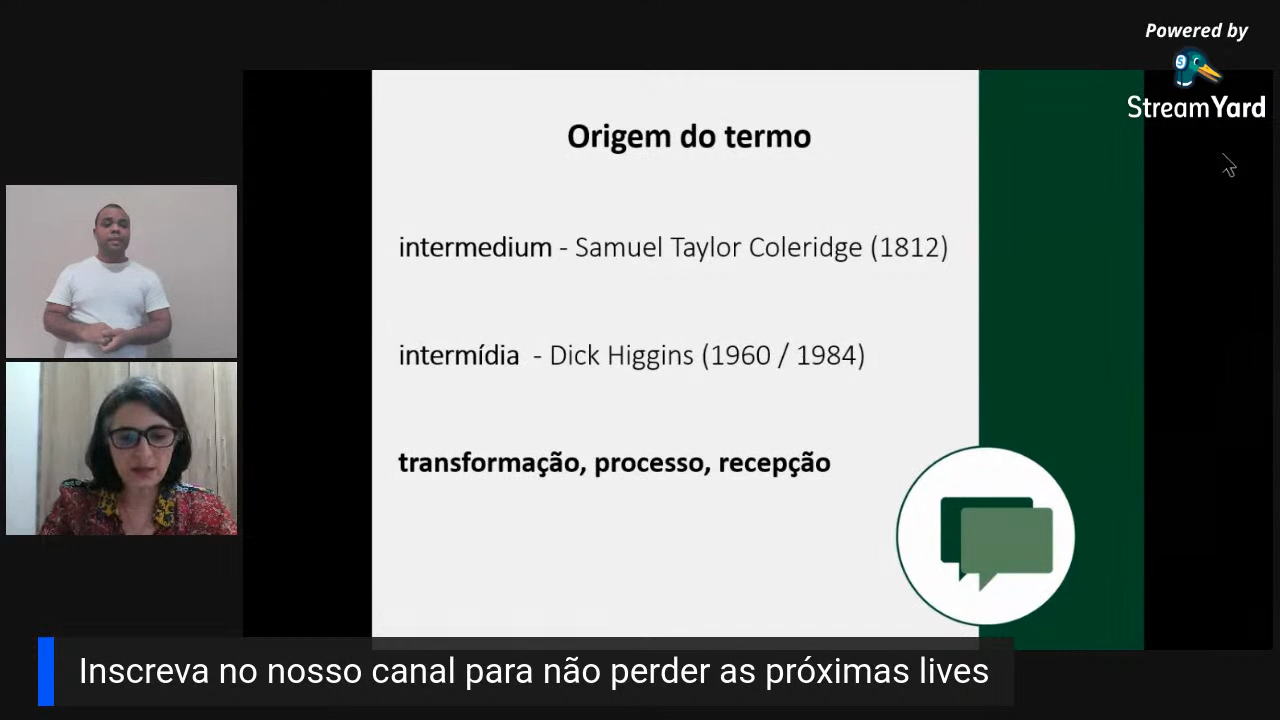 Powered by
StreamYard
Origem do termo
intermedium - Samuel Taylor Coleridge (1812)
intermídia - Dick Higgins (1960 / 1984)
transformação, processo, recepção
Inscreva no nosso canal para não perder as próximas lives